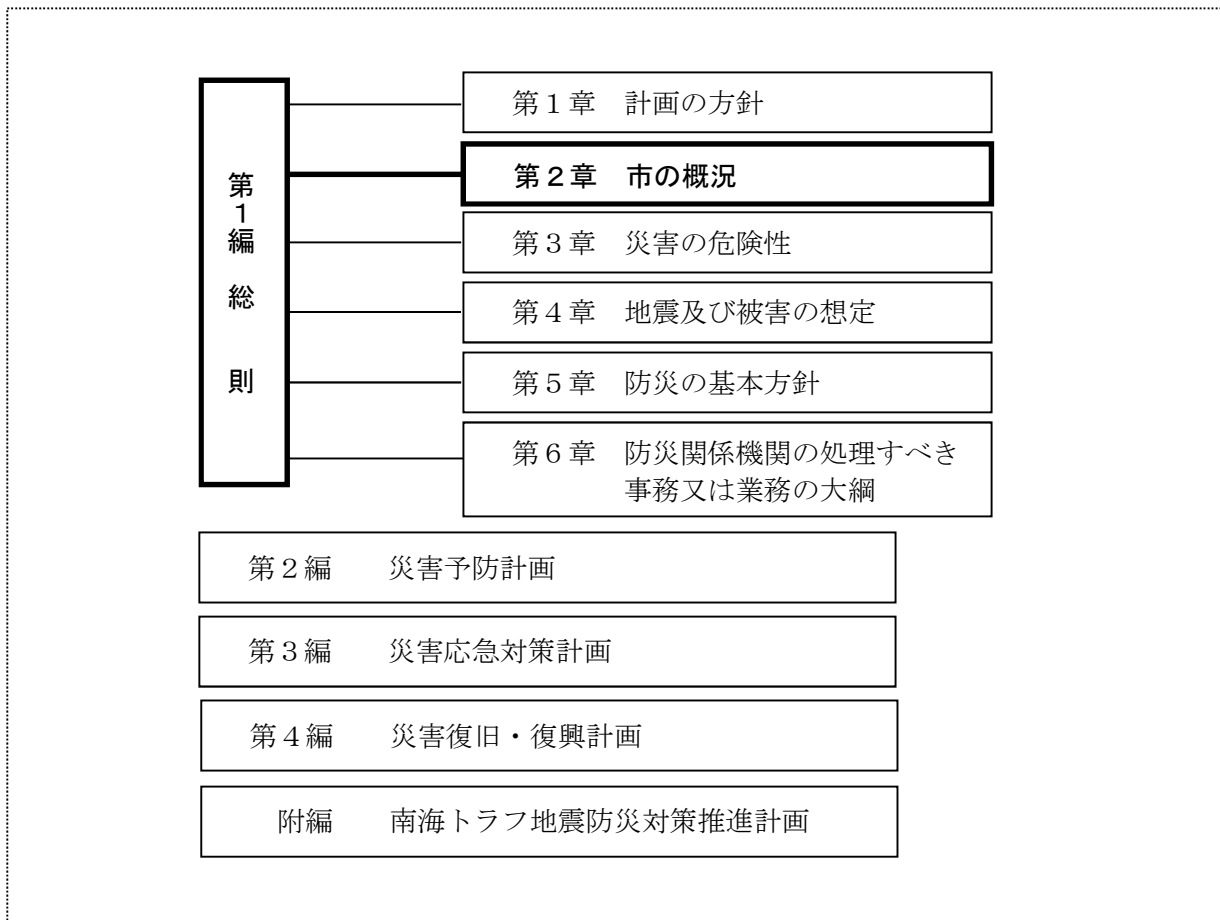 第１編 総 則
第１章 計画の方針
第２章 市の概況
第３章 災害の危険性
第４章 地震及び被害の想定
第５章 防災の基本方針
第６章 防災関係機関の処理すべき
事務又は業務の大綱
第２編 災害予防計画
第３編 災害応急対策計画
第４編 災害復旧・復興計画
附編 南海トラフ地震防災対策推進計画